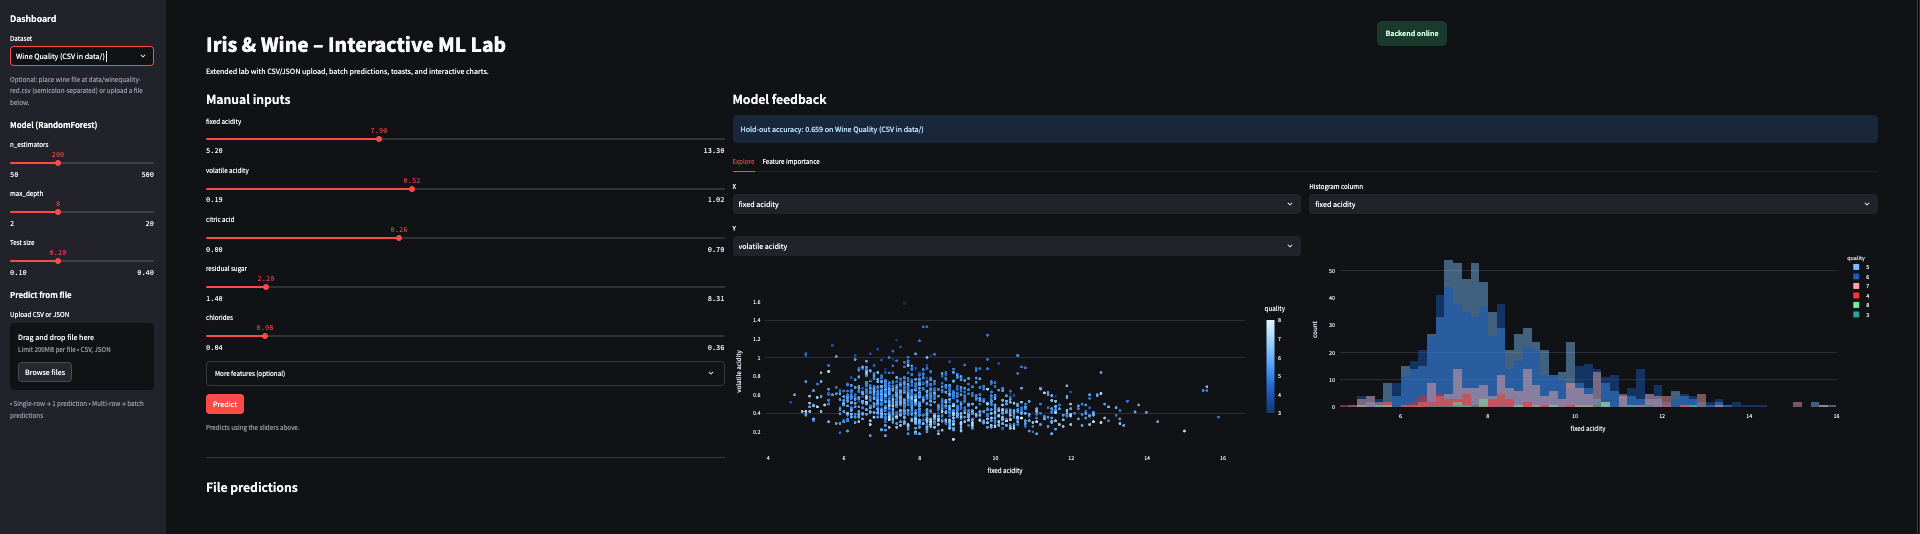 Dashboard
Dataset
Wine Quality (CSV in data/)
Optional: place wine file at data/winequality-
red.csv (semicolon-separated) or upload a file
below.
Model (RandomForest)
n_estimators
200
50 500
max_depth
8
2 20
Test size
0.20
0.10 0.40
Predict from file
Upload CSV or JSON
Drag and drop file here
Limit 200MB per file • CSV, JSON
Browse files
• Single-row → 1 prediction • Multi-row → batch
predictions
Backend online
Iris & Wine – Interactive ML Lab
Extended lab with CSV/JSON upload, batch predictions, toasts, and interactive charts.
Manual inputs
fixed acidity
7.90
5.20 13.30
volatile acidity
0.52
0.19 1.02
citric acid
0.26
0.00 0.70
residual sugar
2.20
1.40 8.31
chlorides
0.08
0.04 0.36
More features (optional)
Predict
Predicts using the sliders above.
File predictions
Model feedback
Hold-out accuracy: 0.659 on Wine Quality (CSV in data/)
Explore Feature importance
X
fixed acidity
Y
volatile acidity
quality
1.6
1.4
1.2
1
0.8
0.6
0.4
0.2
volatile acidity
4 6 8 10 12 14 16
fixed acidity
8
7
6
5
4
3
Histogram column
fixed acidity
quality
5
6
7
4
8
3
50
40
30
20
10
0
count
6 8 10 12 14 16
fixed acidity